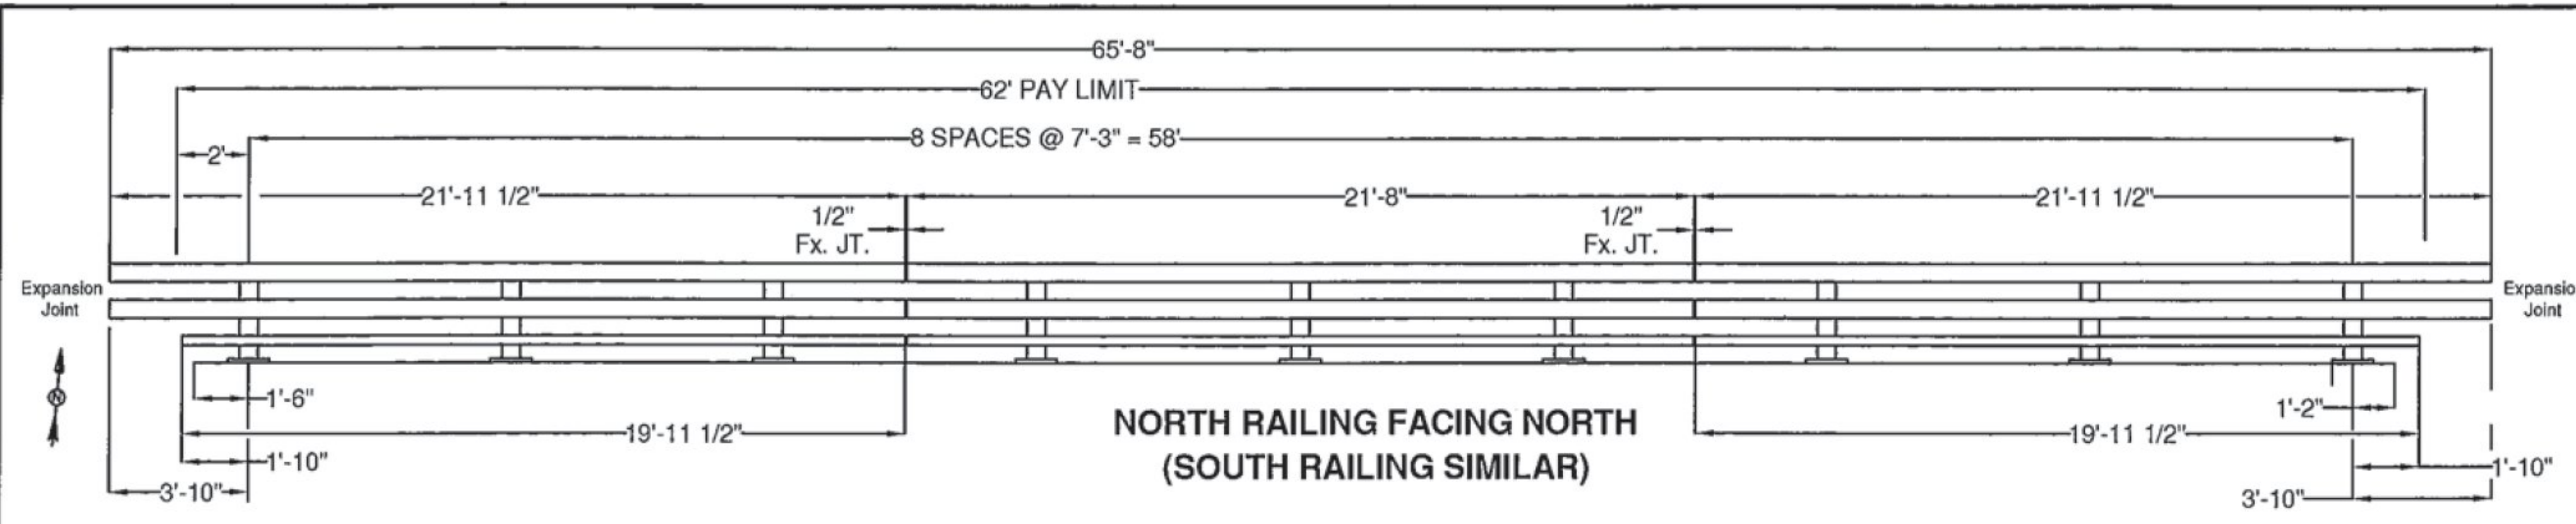 65'-8"
62' PAY LIMIT
8 SPACES @ 7'-3" = 58'
2'
21'-11 1/2"
21'-8"
21'-11 1/2"
1/2"
Fx. JT.
1/2"
Fx. JT.
Expansion
Joint
Expansio
Joint
N
1'-6"
1'-2"
19'-11 1/2"
19'-11 1/2"
NORTH RAILING FACING NORTH
(SOUTH RAILING SIMILAR)
1'-10"
1'-10"
3'-10"
3'-10"